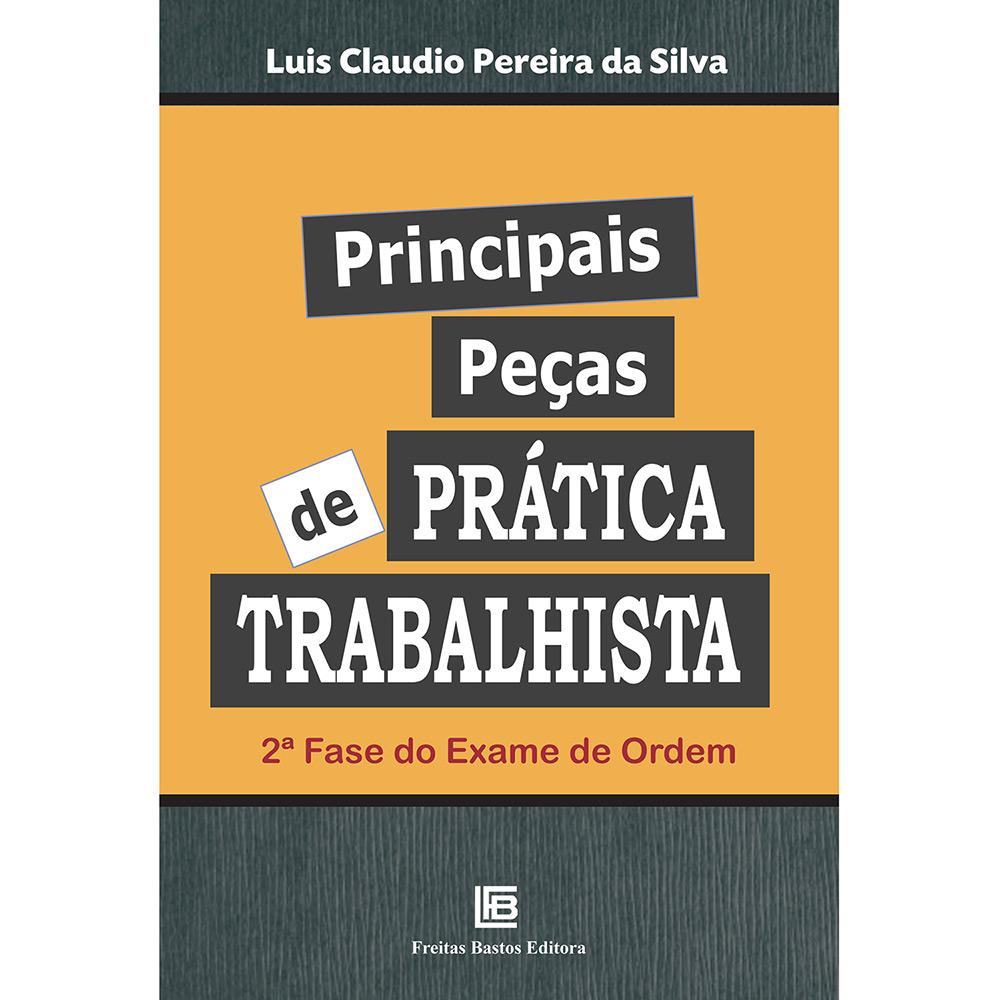 Luis Claudio Pereira da Silva
Principais
Peças
de PRÁTICA
TRABALHISTA
2ª Fase do Exame de Ordem
FB
Freitas Bastos Editora